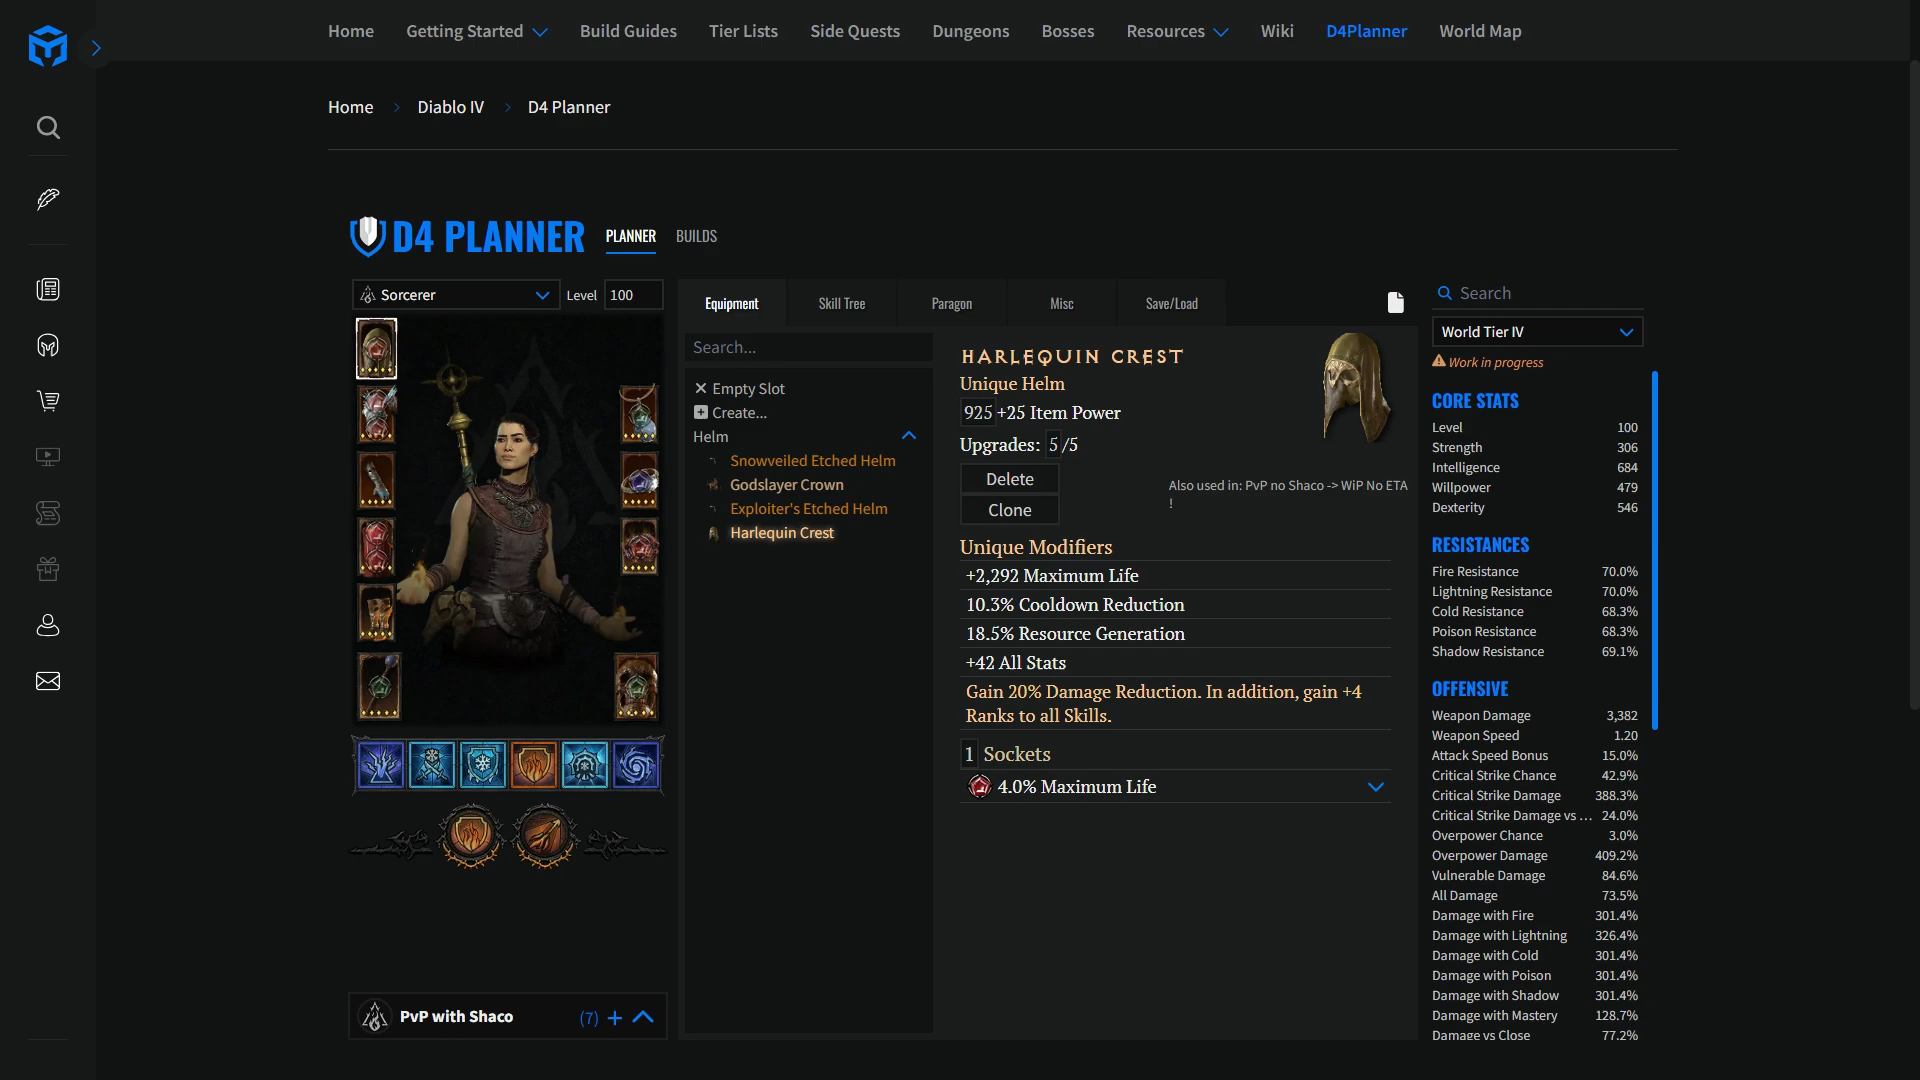 Home
Getting Started
Build Guides
Tier Lists
Side Quests
Dungeons
Bosses
Resources
Wiki
D4Planner
World Map
Home
Diablo IV
D4 Planner
D4 PLANNER
PLANNER
BUILDS
Sorcerer
Level 100
Equipment
Skill Tree
Paragon
Misc
Save/Load
Search...
Empty Slot
Create...
Helm
Snowveiled Etched Helm
Godslayer Crown
Exploiter's Etched Helm
Harlequin Crest
PvP with Shaco (7)
HARLEQUIN CREST
Unique Helm
925 +25 Item Power
Upgrades: 5 /5
Delete
Clone
Also used in: PvP no Shaco -> WiP No ETA
!
Unique Modifiers
+2,292 Maximum Life
10.3% Cooldown Reduction
18.5% Resource Generation
+42 All Stats
Gain 20% Damage Reduction. In addition, gain +4
Ranks to all Skills.
1 Sockets
4.0% Maximum Life
Search
World Tier IV
Work in progress
CORE STATS
Level 100
Strength 306
Intelligence 684
Willpower 479
Dexterity 546
RESISTANCES
Fire Resistance 70.0%
Lightning Resistance 70.0%
Cold Resistance 68.3%
Poison Resistance 68.3%
Shadow Resistance 69.1%
OFFENSIVE
Weapon Damage 3,382
Weapon Speed 1.20
Attack Speed Bonus 15.0%
Critical Strike Chance 42.9%
Critical Strike Damage 388.3%
Critical Strike Damage vs ... 24.0%
Overpower Chance 3.0%
Overpower Damage 409.2%
Vulnerable Damage 84.6%
All Damage 73.5%
Damage with Fire 301.4%
Damage with Lightning 326.4%
Damage with Cold 301.4%
Damage with Poison 301.4%
Damage with Shadow 301.4%
Damage with Mastery 128.7%
Damage vs Close 77.2%